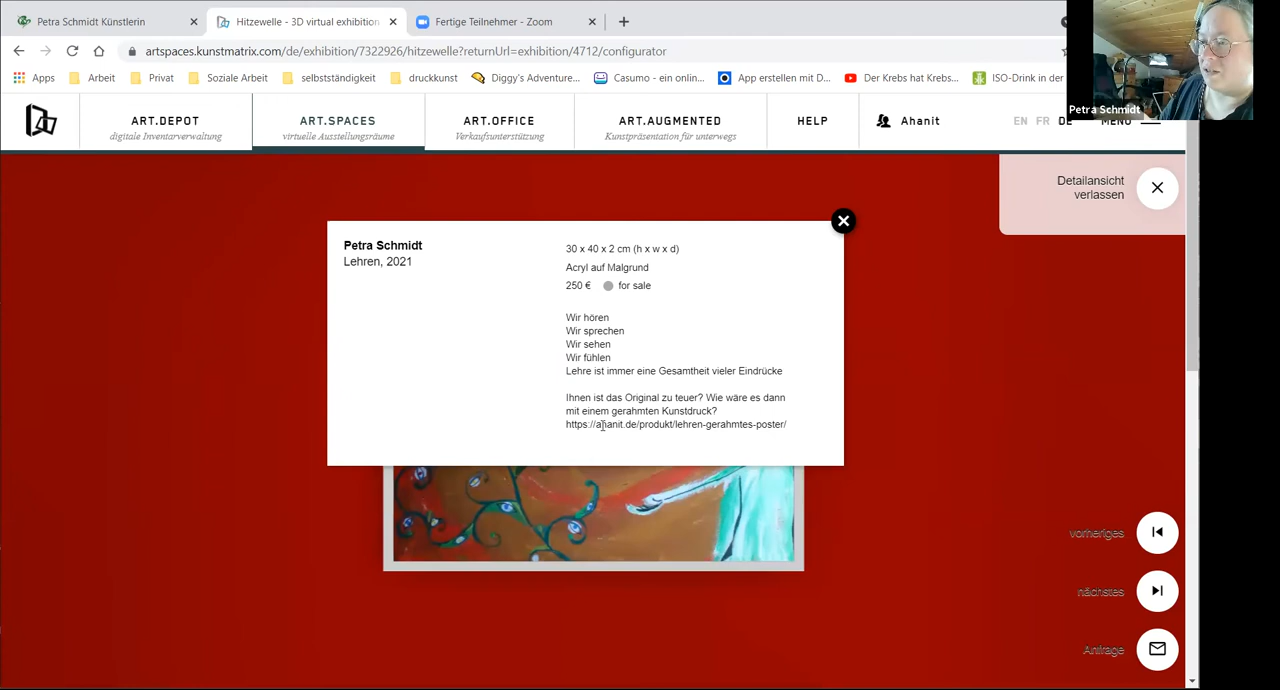 Petra Schmidt Künstlerin
Hitzewelle - 3D virtual exhibition
Fertige Teilnehmer - Zoom
artspaces.kunstmatrix.com/de/exhibition/7322926/hitzewelle?returnUrl=exhibition/4712/configurator
Apps
Arbeit
Privat
Soziale Arbeit
selbstständigkeit
druckkunst
Diggy's Adventure...
Casumo - ein onlin...
App erstellen mit D...
Der Krebs hat Krebs...
ISO-Drink in der
Petra Schmidt
ART.DEPOT
digitale Inventarverwaltung
ART.SPACES
virtuelle Ausstellungsräume
ART.OFFICE
Verkaufsunterstützung
ART.AUGMENTED
Kunstpräsentation für unterwegs
HELP
Ahanit
EN FR DE
MENU
Detailansicht
verlassen
Petra Schmidt
Lehren, 2021
30 x 40 x 2 cm (h x w x d)
Acryl auf Malgrund
250 € for sale
Wir hören
Wir sprechen
Wir sehen
Wir fühlen
Lehre ist immer eine Gesamtheit vieler Eindrücke
Ihnen ist das Original zu teuer? Wie wäre es dann
mit einem gerahmten Kunstdruck?
https://ahanit.de/produkt/lehren-gerahmtes-poster/
vorheriges
nächstes
Anfrage